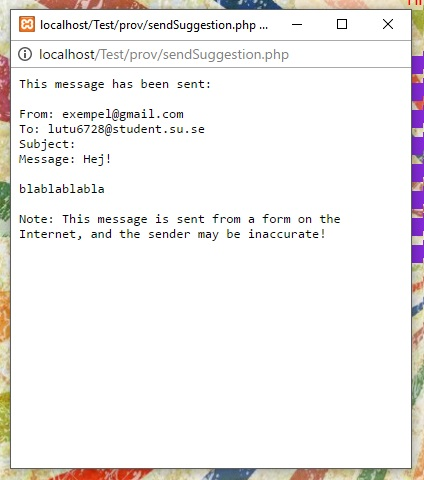 localhost/Test/prov/sendSuggestion.php ...
localhost/Test/prov/sendSuggestion.php
This message has been sent:
From: exempel@gmail.com
To: lutu6728@student.su.se
Subject:
Message: Hej!
blablablabla
Note: This message is sent from a form on the
Internet, and the sender may be inaccurate!